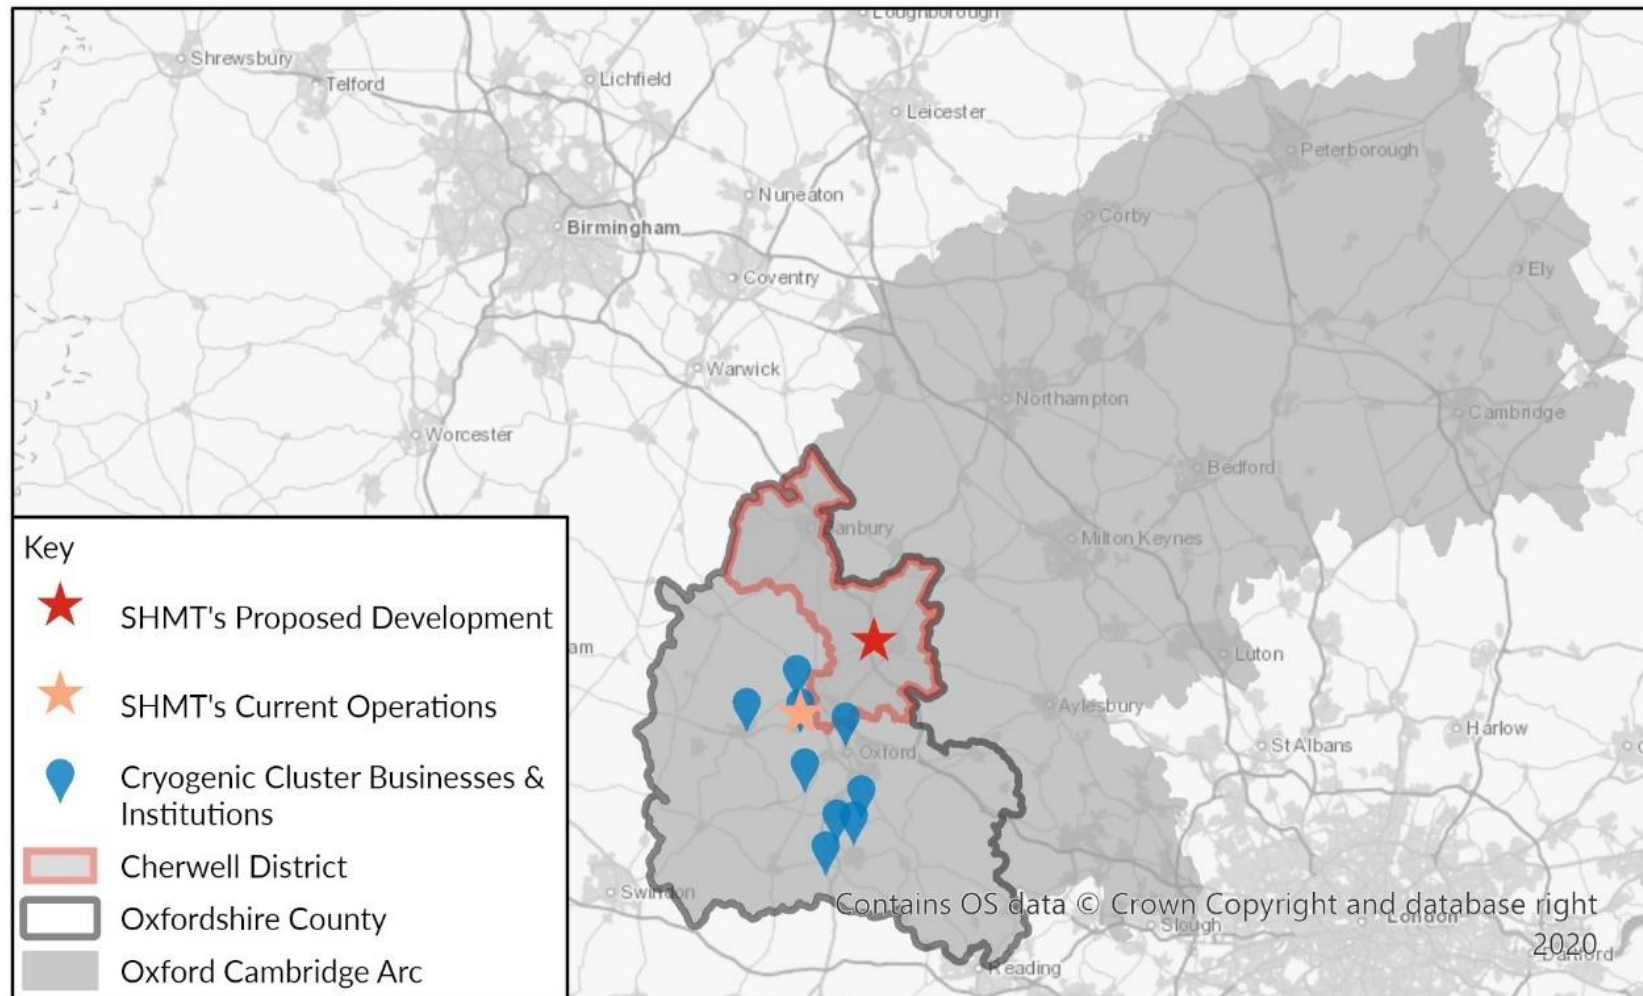 Loughborough
Shrewsbury
Telford
Lichfield
Leicester
Peterborough
Nuneaton
Corby
Birmingham
Coventry
Ely
Warwick
Northampton
Cambridge
Worcester
Bedford
Banbury
Milton Keynes
am
Luton
Aylesbury
Harlow
St Albans
Oxford
Swindon
Slough
London
Reading
Dartford
Contains OS data © Crown Copyright and database right
2020
Key
SHMT's Proposed Development
SHMT's Current Operations
Cryogenic Cluster Businesses &
Institutions
Cherwell District
Oxfordshire County
Oxford Cambridge Arc